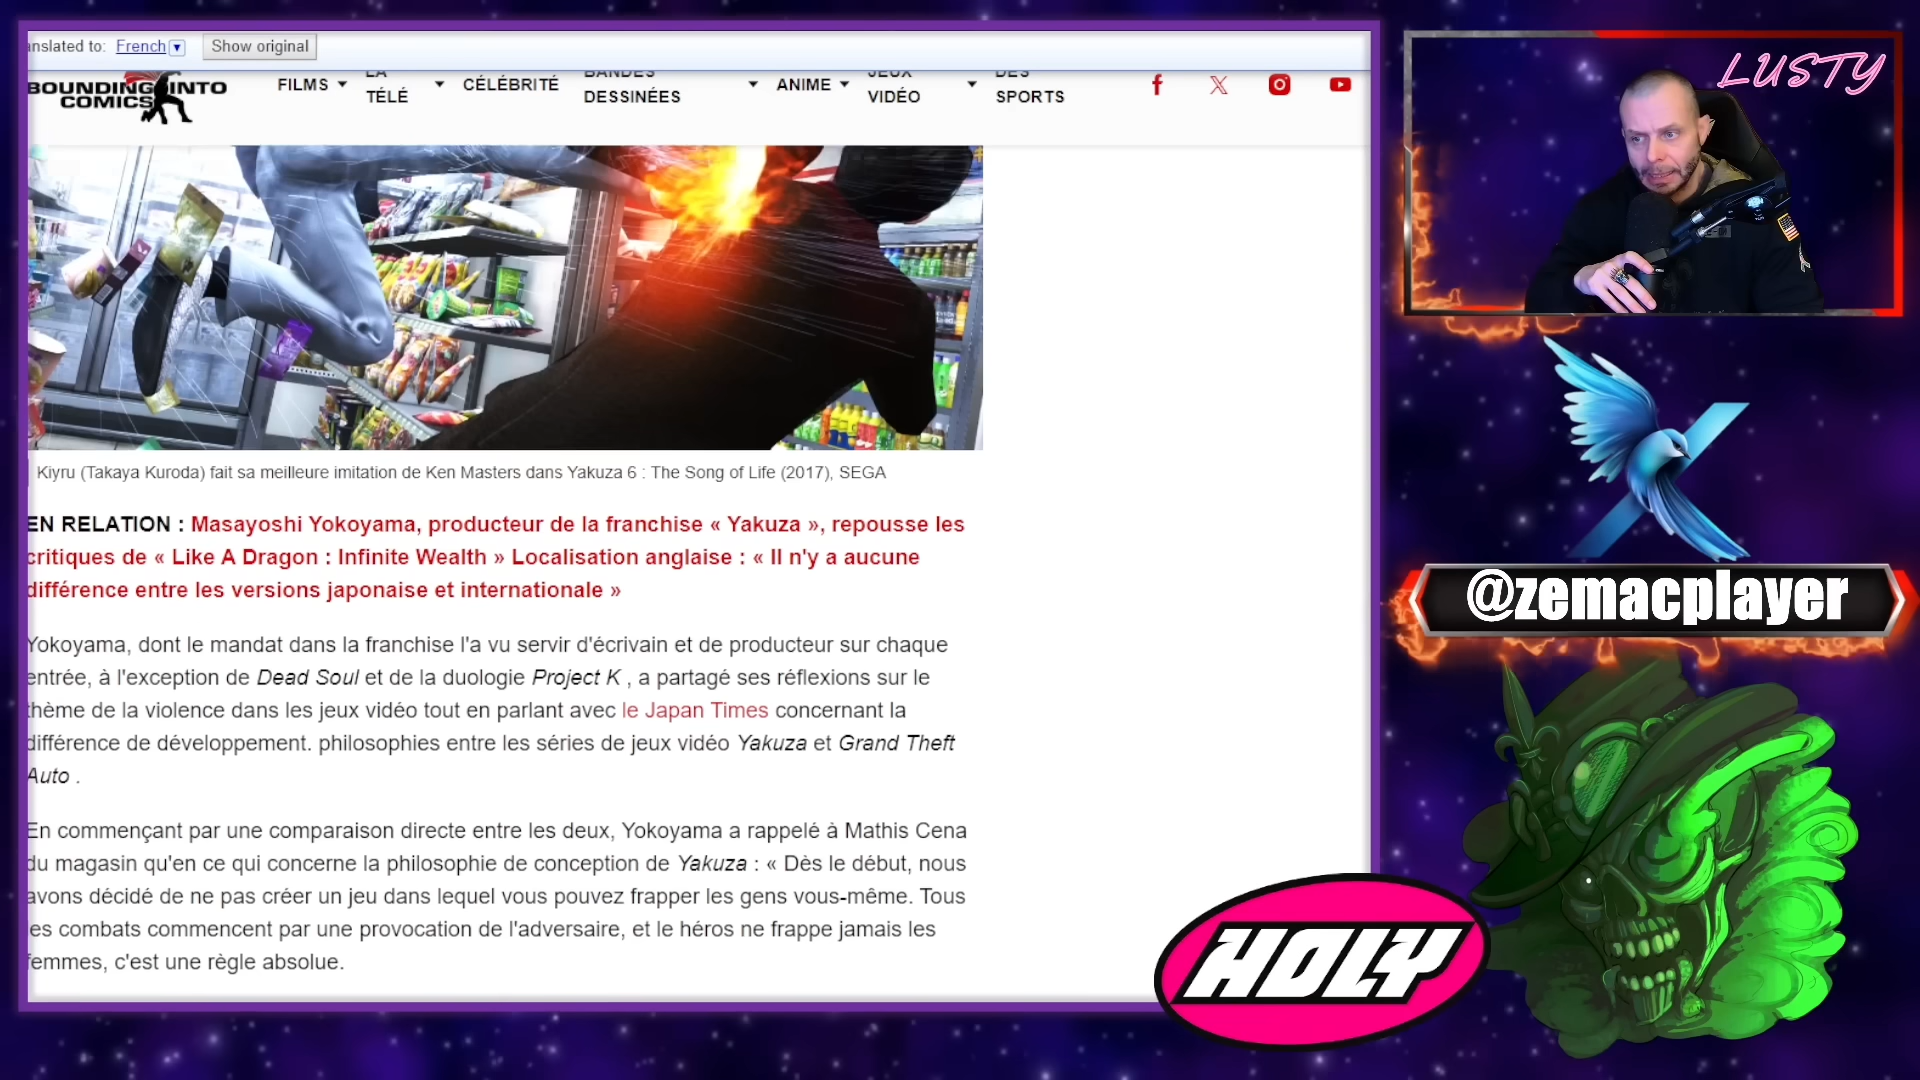 anslated to: French Show original
BOUNDING INTO
COMICS
FILMS
LA
TÉLÉ
CÉLÉBRITÉ
BANDES
DESSINÉES
ANIME
JEUX
VIDÉO
DES
SPORTS
LUSTY
Kiyru (Takaya Kuroda) fait sa meilleure imitation de Ken Masters dans Yakuza 6 : The Song of Life (2017), SEGA
EN RELATION : Masayoshi Yokoyama, producteur de la franchise « Yakuza », repousse les
critiques de « Like A Dragon : Infinite Wealth » Localisation anglaise : « Il n'y a aucune
différence entre les versions japonaise et internationale »
Yokoyama, dont le mandat dans la franchise l'a vu servir d'écrivain et de producteur sur chaque
entrée, à l'exception de Dead Soul et de la duologie Project K , a partagé ses réflexions sur le
thème de la violence dans les jeux vidéo tout en parlant avec le Japan Times concernant la
différence de développement. philosophies entre les séries de jeux vidéo Yakuza et Grand Theft
Auto .
En commençant par une comparaison directe entre les deux, Yokoyama a rappelé à Mathis Cena
du magasin qu'en ce qui concerne la philosophie de conception de Yakuza : « Dès le début, nous
avons décidé de ne pas créer un jeu dans lequel vous pouvez frapper les gens vous-même. Tous
les combats commencent par une provocation de l'adversaire, et le héros ne frappe jamais les
femmes, c'est une règle absolue.
@zemacplayer
HOLY